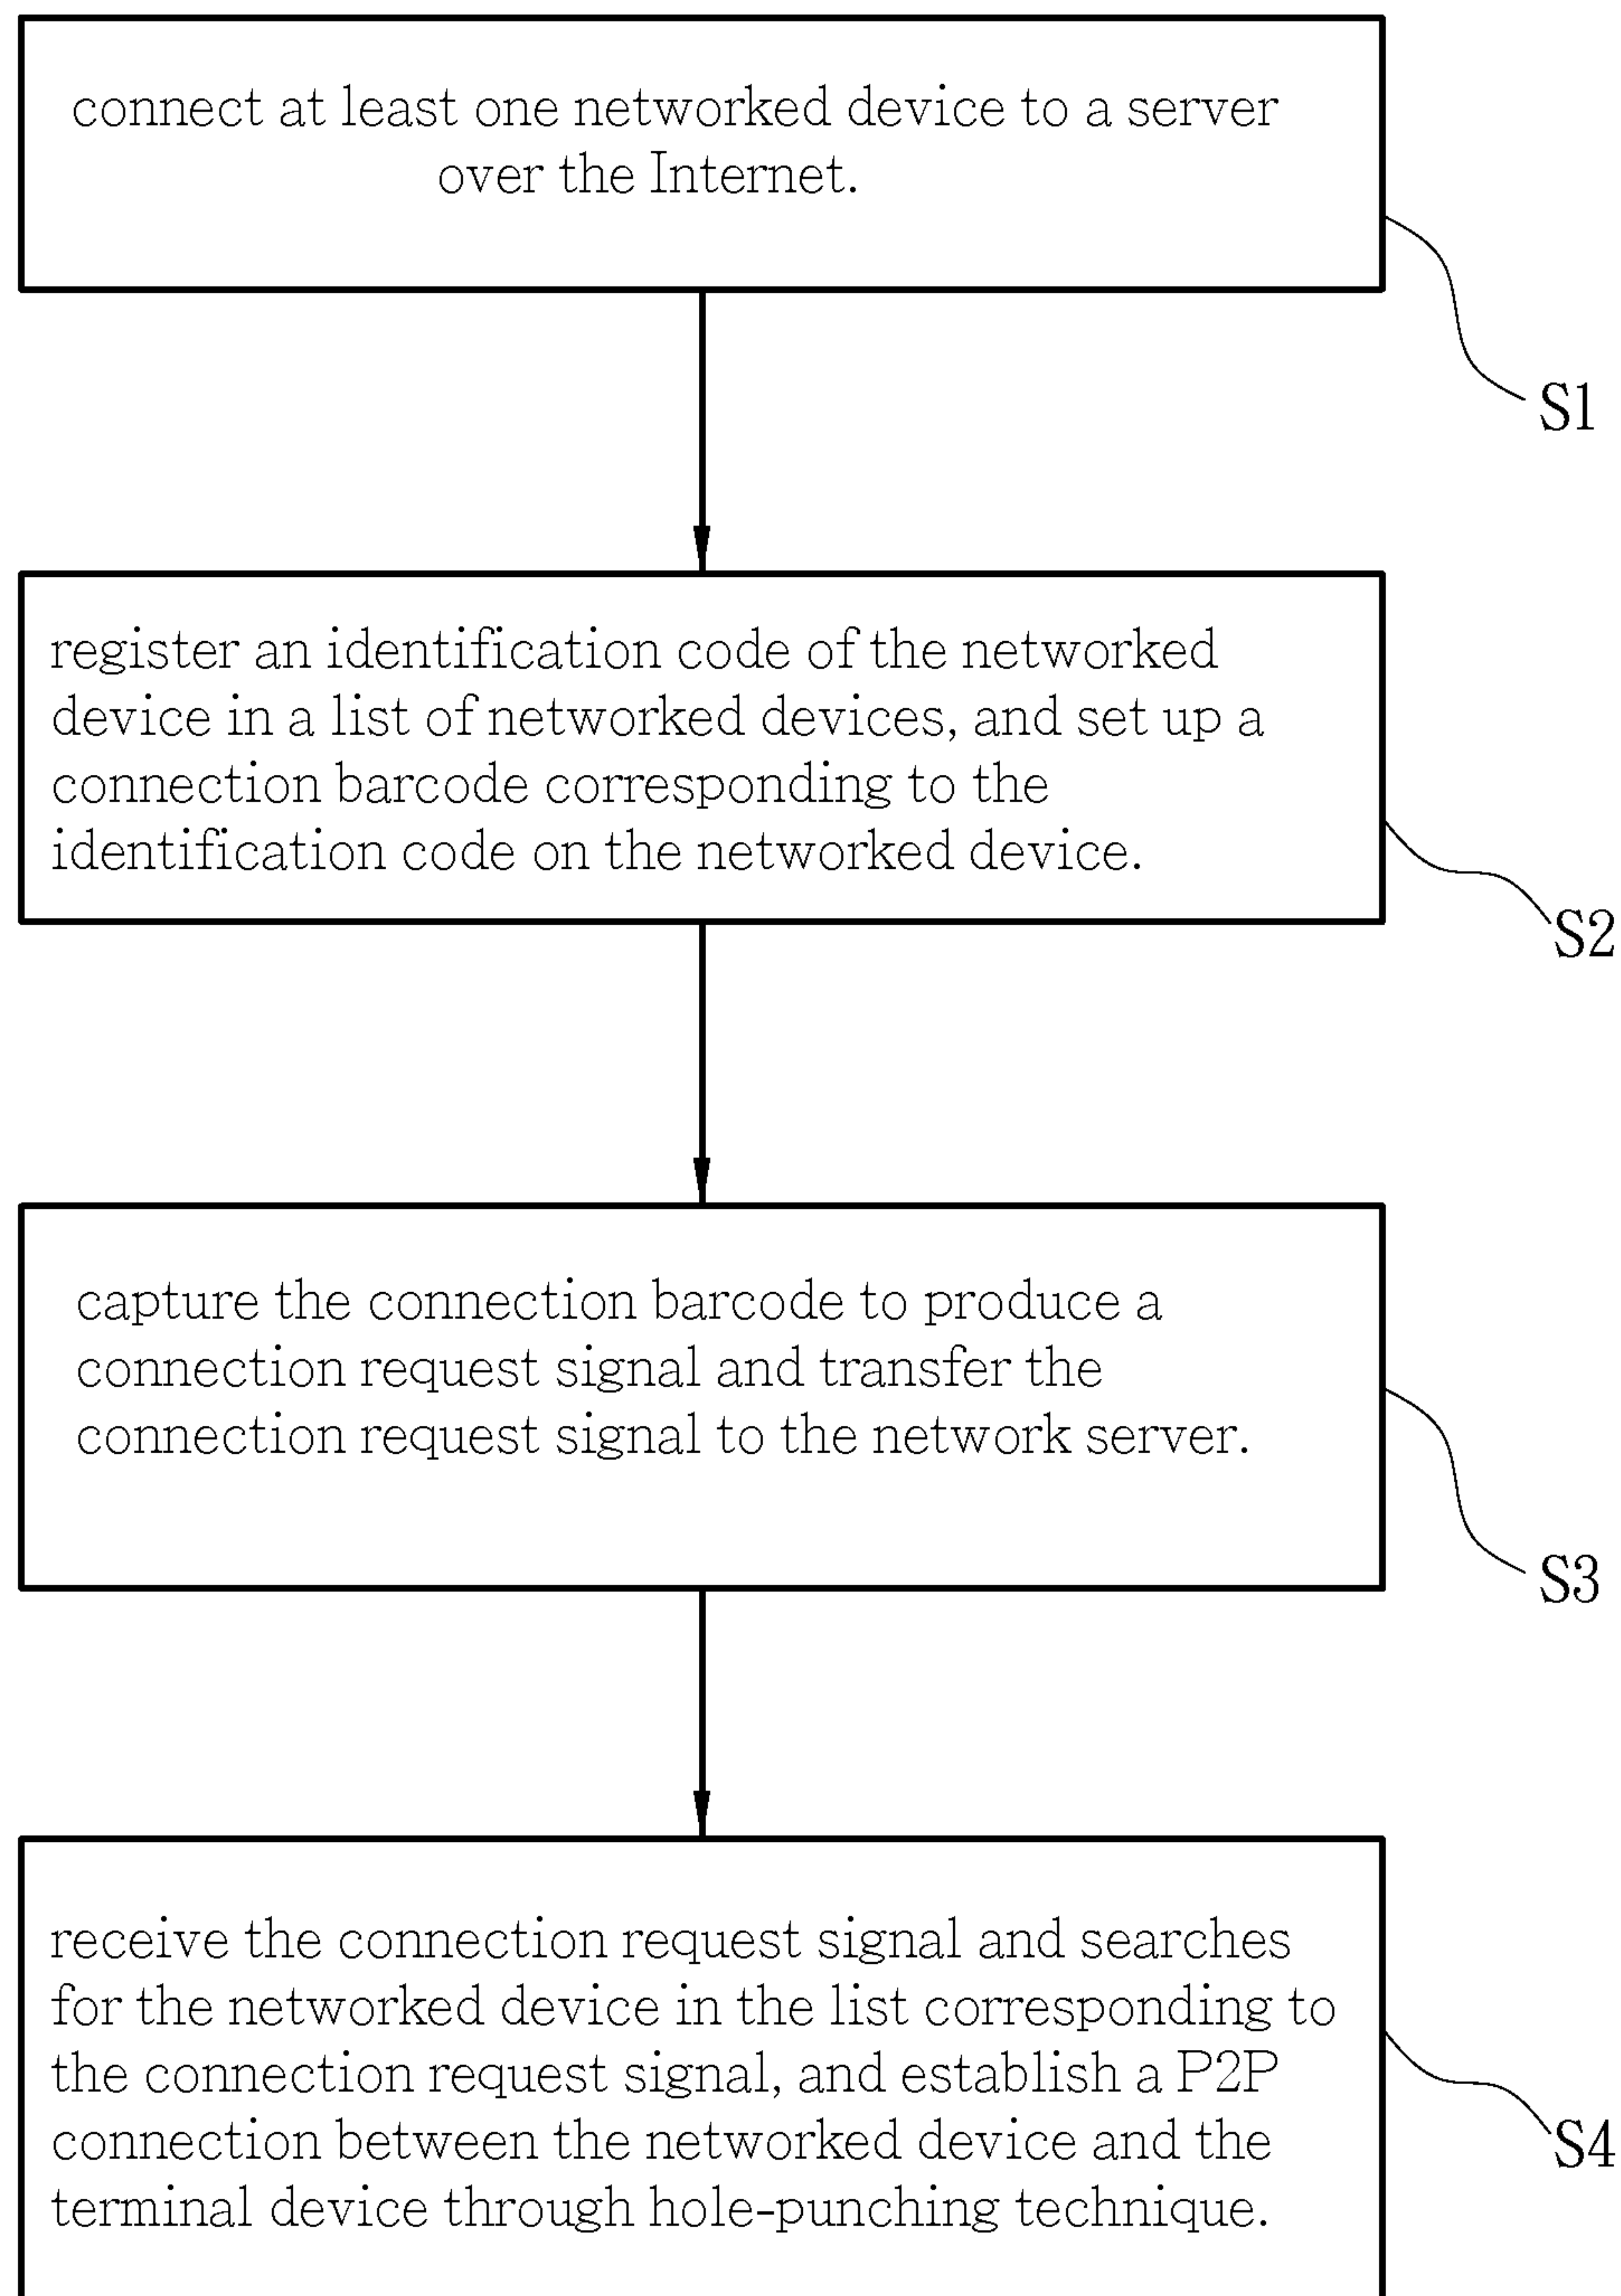 connect at least one networked device to a server
over the Internet.
S1
register an identification code of the networked
device in a list of networked devices, and set up a
connection barcode corresponding to the
identification code on the networked device.
S2
capture the connection barcode to produce a
connection request signal and transfer the
connection request signal to the network server.
S3
receive the connection request signal and searches
for the networked device in the list corresponding to
the connection request signal, and establish a P2P
connection between the networked device and the
terminal device through hole-punching technique.
S4